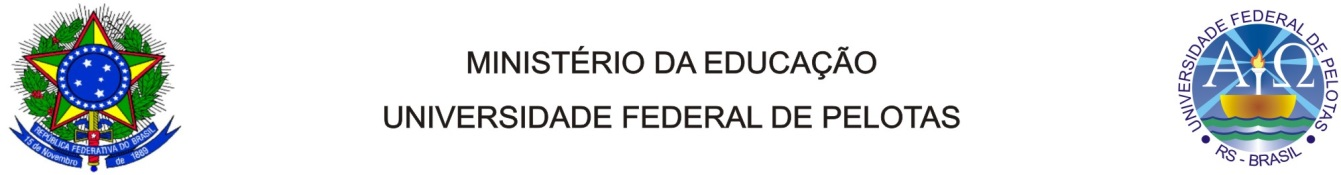 MINISTÉRIO DA EDUCAÇÃO
UNIVERSIDADE FEDERAL DE PELOTAS
REPÚBLICA FEDERATIVA DO BRASIL
15 de Novembro de 1889
UNIVERSIDADE FEDERAL DE PELOTAS
ΑΩ
RS - BRASIL